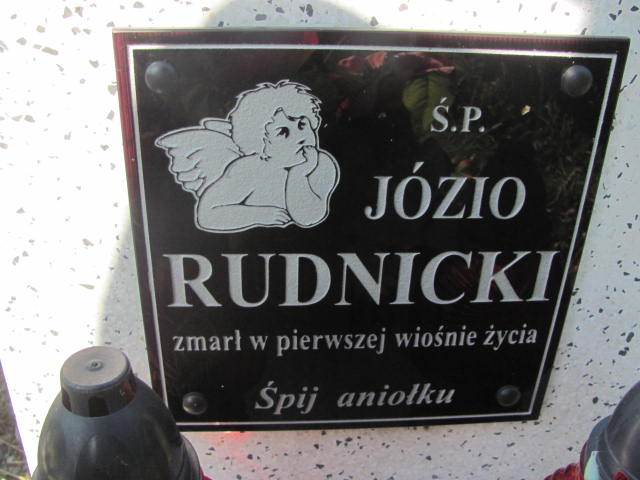 Ś.P.
JÓZIO
RUDNICKI
zmarł w pierwszej wiośnie życia
Śpij aniołku